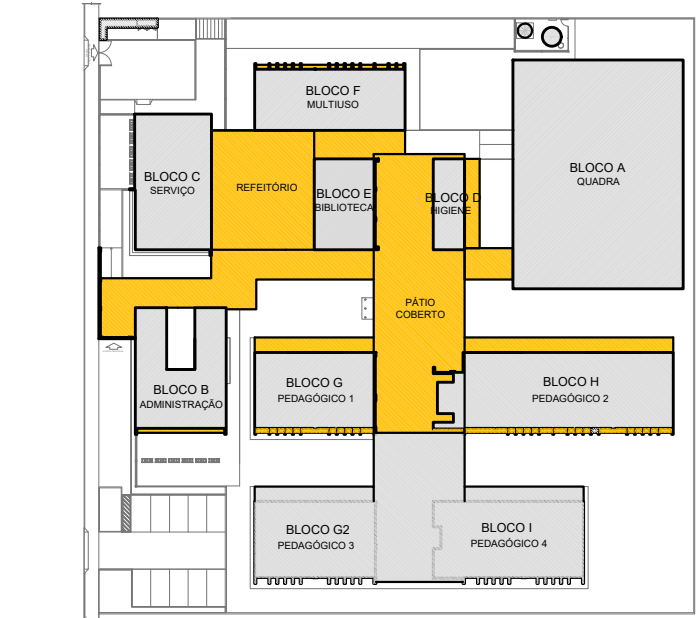 BLOCO F
MULTIUSO
BLOCO A
QUADRA
BLOCO C
SERVIÇO
REFEITÓRIO
BLOCO E
BIBLIOTECA
BLOCO D
HIGIENE
PÁTIO
COBERTO
BLOCO B
ADMINISTRAÇÃO
BLOCO G
PEDAGÓGICO 1
BLOCO H
PEDAGÓGICO 2
BLOCO G2
PEDAGÓGICO 3
BLOCO I
PEDAGÓGICO 4